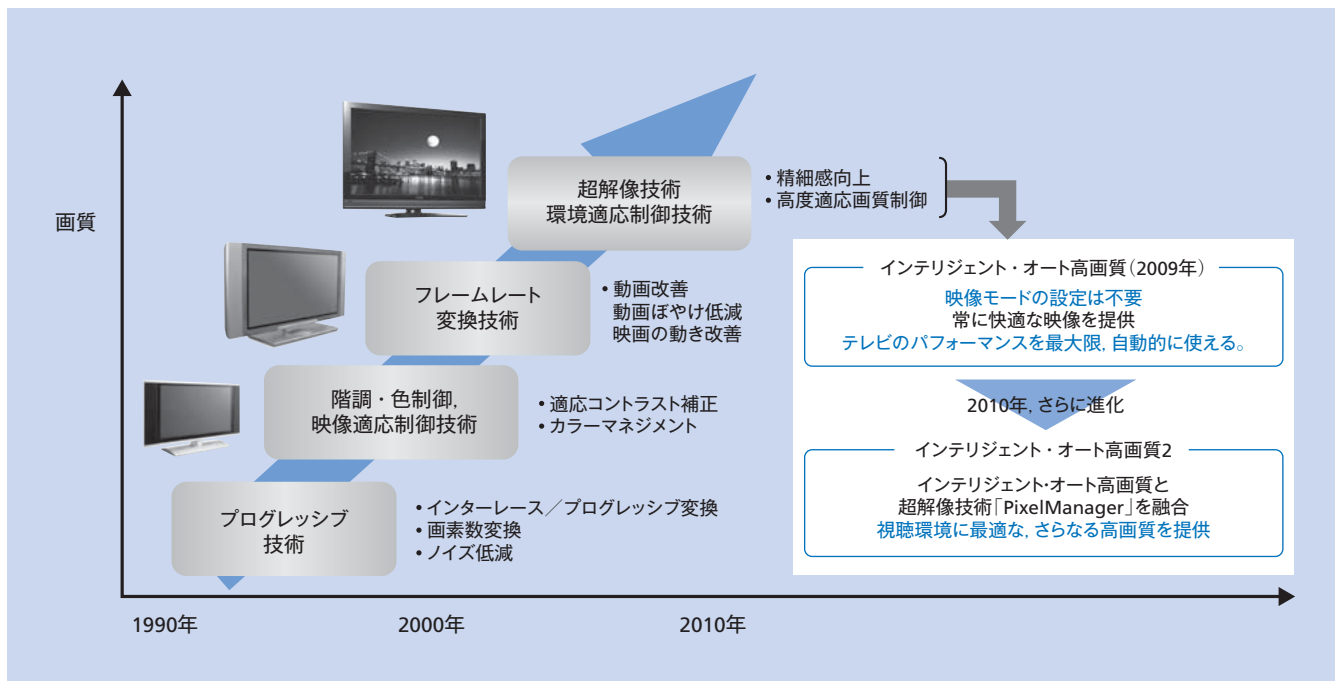 画質
超解像技術
環境適応制御技術
• 精細感向上
• 高度適応画質制御
フレームレート
変換技術
• 動画改善
動画ぼやけ低減
映画の動き改善
階調・色制御,
映像適応制御技術
• 適応コントラスト補正
• カラーマネジメント
プログレッシブ
技術
• インターレース／プログレッシブ変換
• 画素数変換
• ノイズ低減
インテリジェント・オート高画質（2009年）
映像モードの設定は不要
常に快適な映像を提供
テレビのパフォーマンスを最大限, 自動的に使える。
2010年, さらに進化
インテリジェント・オート高画質2
インテリジェント・オート高画質と
超解像技術「PixelManager」を融合
視聴環境に最適な, さらなる高画質を提供
1990年
2000年
2010年